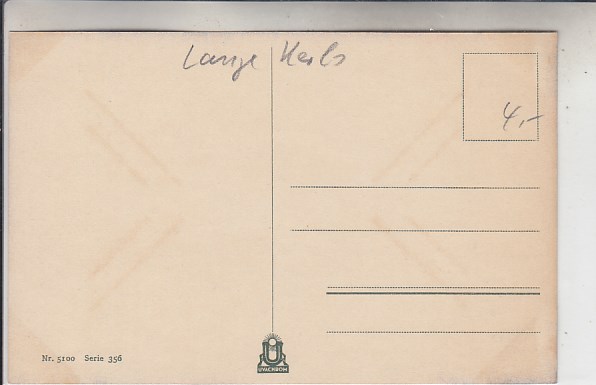 Lange Kerls
4,-
Nr. 5100 Serie 356
UVACHROM